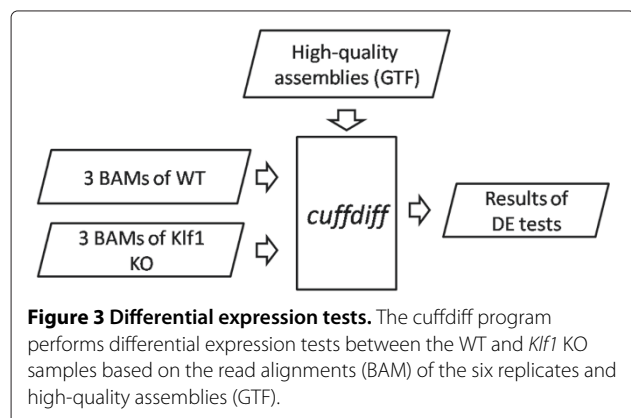 High-quality
assemblies (GTF)
3 BAMs of WT
3 BAMs of Klf1
KO
cuffdiff
Results of
DE tests
Figure 3 Differential expression tests. The cuffdiff program
performs differential expression tests between the WT and Klf1 KO
samples based on the read alignments (BAM) of the six replicates and
high-quality assemblies (GTF).